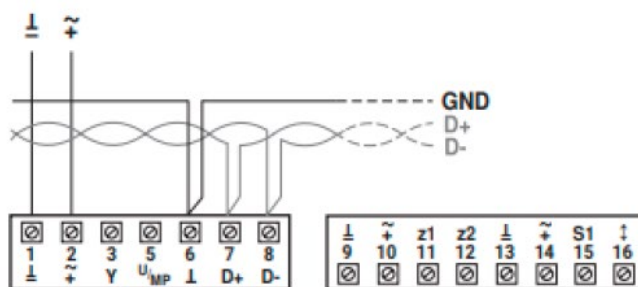 ⊥ ~+
GND
D+
D-
1 2 3 5 6 7 8
⊥ ~+ Y U/MP ⊥ D+ D-
⊥ ~+ z1 z2 ⊥ ~+ S1 ↕
9 10 11 12 13 14 15 16